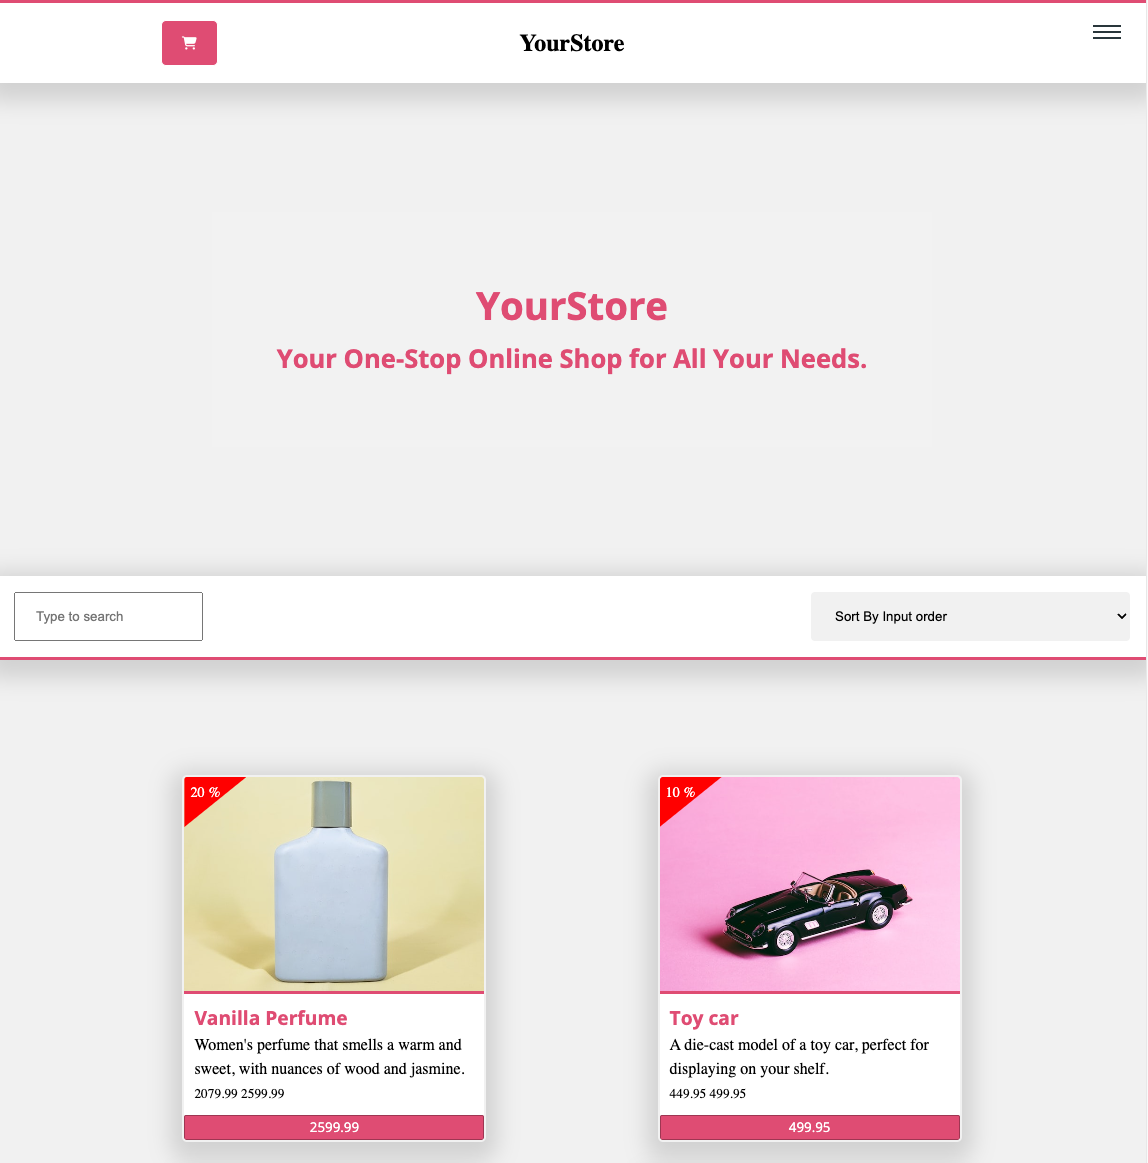 YourStore
YourStore
Your One-Stop Online Shop for All Your Needs.
Type to search
Sort By Input order
20 %
Vanilla Perfume
Women's perfume that smells a warm and
sweet, with nuances of wood and jasmine.
2079.99 2599.99
2599.99
10 %
Toy car
A die-cast model of a toy car, perfect for
displaying on your shelf.
449.95 499.95
499.95